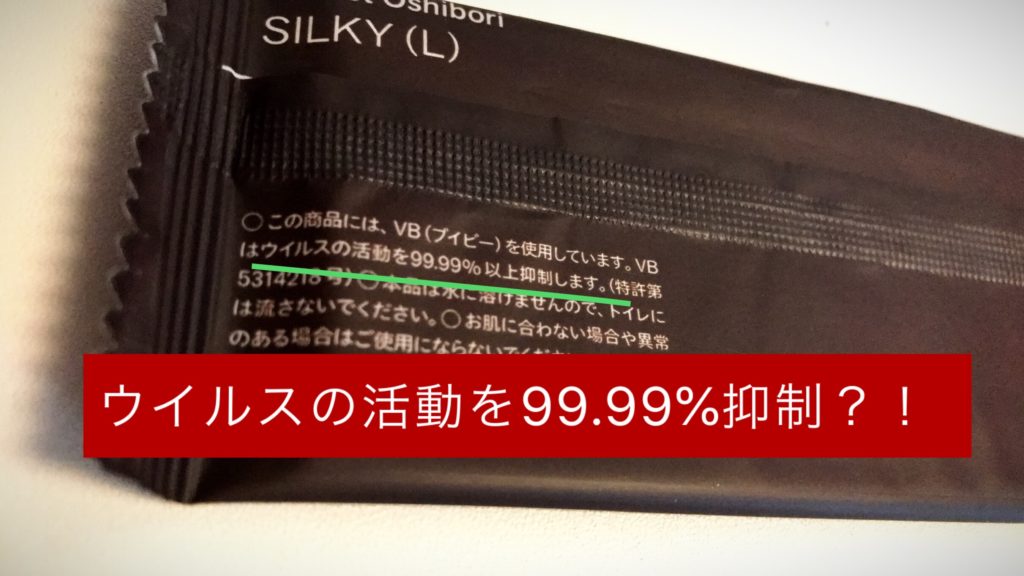 Oshibori
SILKY (L)
○この商品には、VB(ブイビー)を使用しています。VB
はウイルスの活動を99.99%以上抑制します。(特許第
5314218号)○本品は水に溶けませんので、トイレに
は流さないでください。○お肌に合わない場合や異常
のある場合はご使用にならないでくだ
ウイルスの活動を99.99%抑制？！